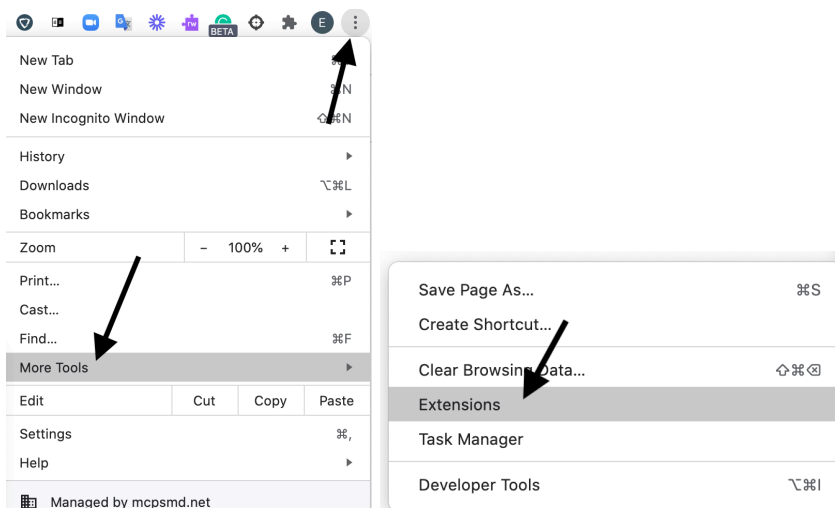 BETA
E
New Tab
New Window ⌘N
New Incognito Window ⇧⌘N
History
Downloads ⌥⌘L
Bookmarks
Zoom - 100% +
Print... ⌘P
Cast...
Find... ⌘F
More Tools
Edit Cut Copy Paste
Settings ⌘,
Help
Managed by mcpsmd.net
Save Page As... ⌘S
Create Shortcut...
Clear Browsing Data... ⇧⌘⌫
Extensions
Task Manager
Developer Tools ⌥⌘I